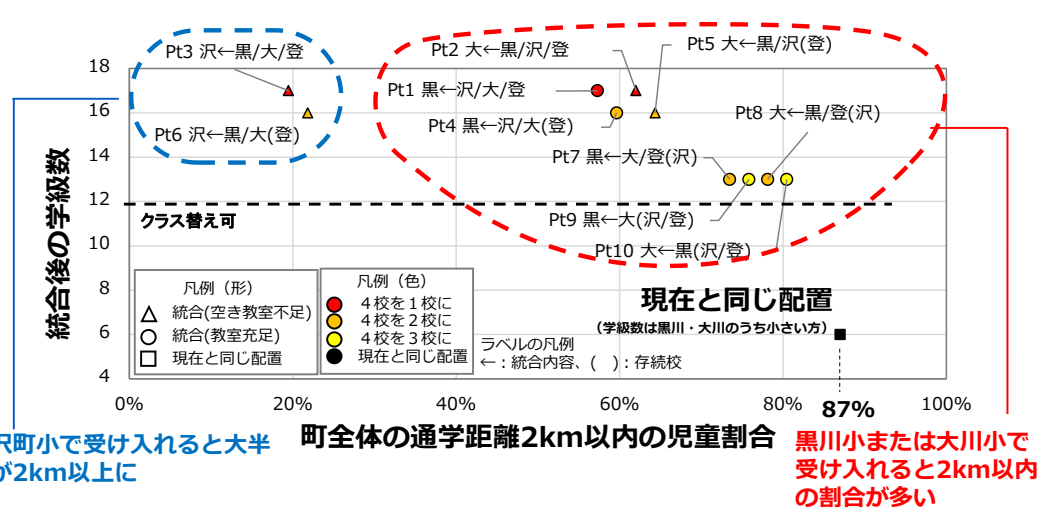 Pt3 沢←黒/大/登
Pt2 大←黒/沢/登
Pt5 大←黒/沢(登)
Pt1 黒←沢/大/登
Pt8 大←黒/登(沢)
Pt4 黒←沢/大(登)
Pt6 沢←黒/大(登)
Pt7 黒←大/登(沢)
Pt9 黒←大(沢/登)
Pt10 大←黒(沢/登)
統合後の学級数
18
16
14
12
10
8
6
4
クラス替え可
凡例（形）
統合(空き教室不足)
統合(教室充足)
現在と同じ配置
凡例（色）
４校を１校に
４校を２校に
４校を３校に
現在と同じ配置
ラベルの凡例
←：統合内容、(　)：存続校
現在と同じ配置
（学級数は黒川・大川のうち小さい方）
0%
20%
40%
60%
80%
87%
100%
町全体の通学距離2km以内の児童割合
沢町小で受け入れると大半
が2km以上に
黒川小または大川小で
受け入れると2km以内
の割合が多い